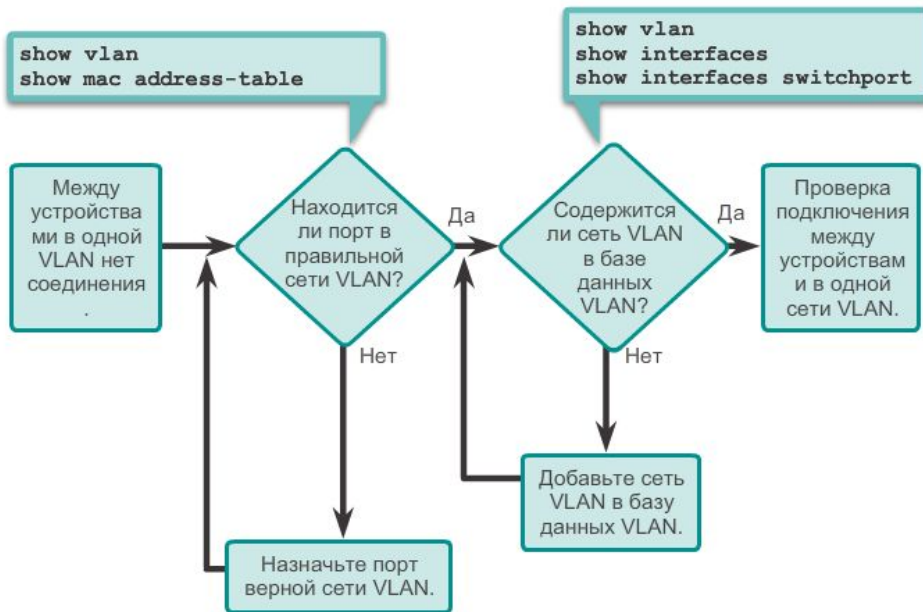 show vlan
show mac address-table
show vlan
show interfaces
show interfaces switchport
Между
устройства
ми в одной
VLAN нет
соединения
.
Находится
ли порт в
правильной
сети VLAN?
Да
Нет
Содержится
ли сеть VLAN
в базе
данных
VLAN?
Да
Нет
Проверка
подключения
между
устройствам
и в одной
сети VLAN.
Добавьте сеть
VLAN в базу
данных VLAN.
Назначьте порт
верной сети VLAN.